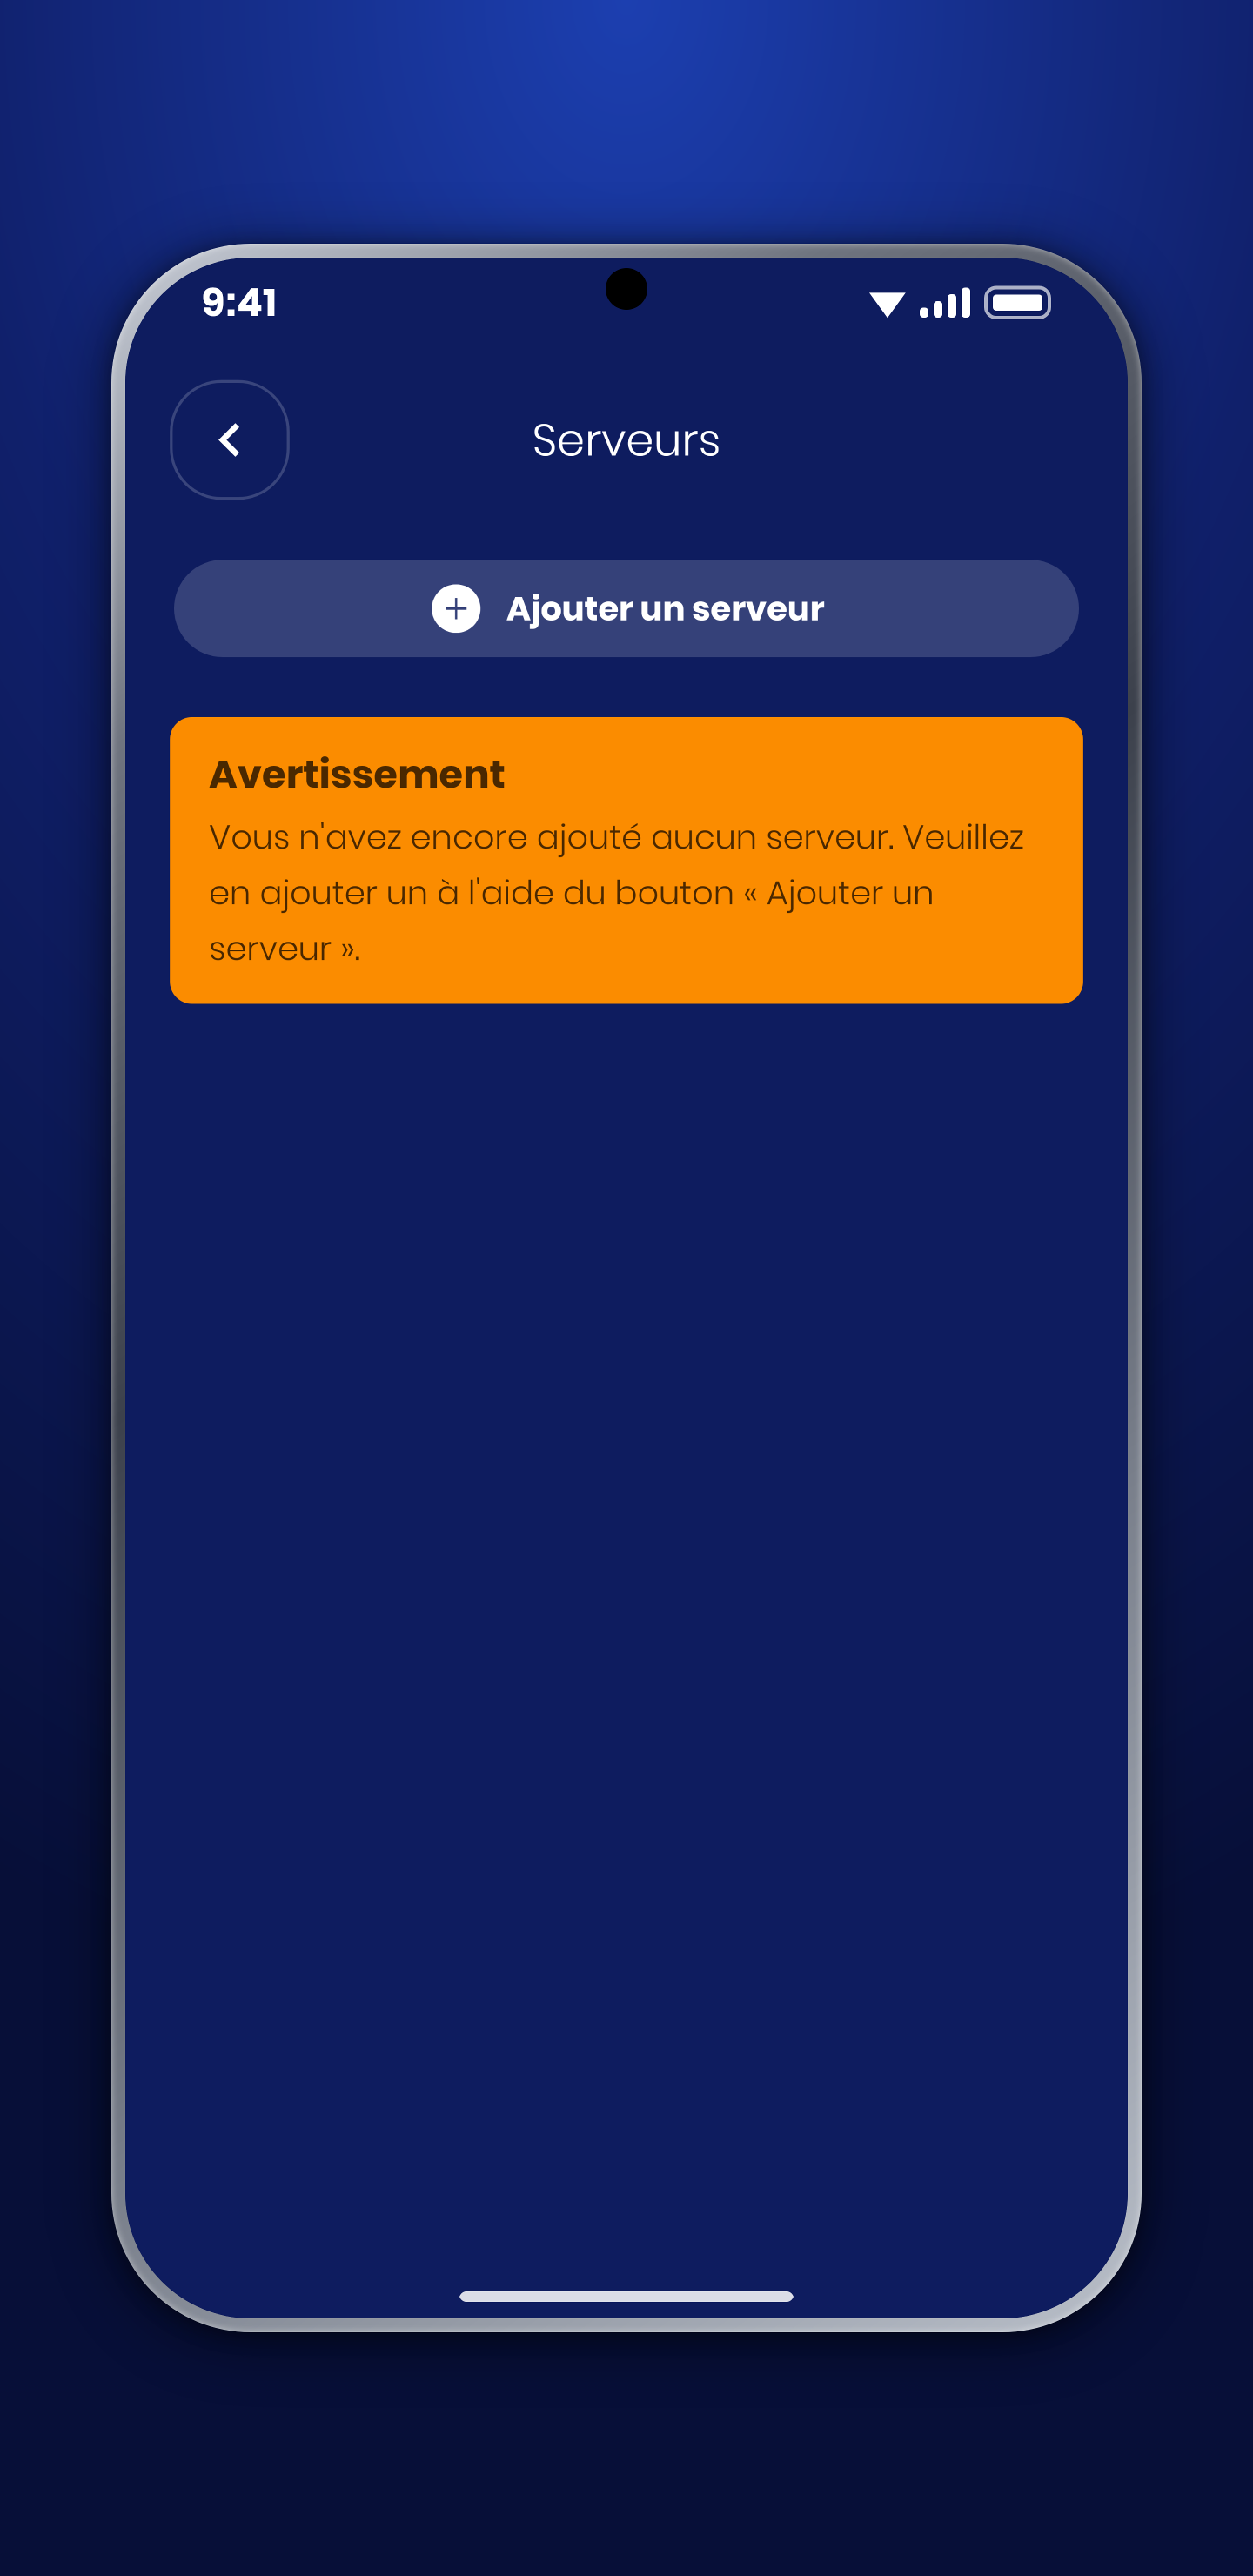 9:41
Serveurs
Ajouter un serveur
Avertissement
Vous n'avez encore ajouté aucun serveur. Veuillez
en ajouter un à l'aide du bouton « Ajouter un
serveur ».